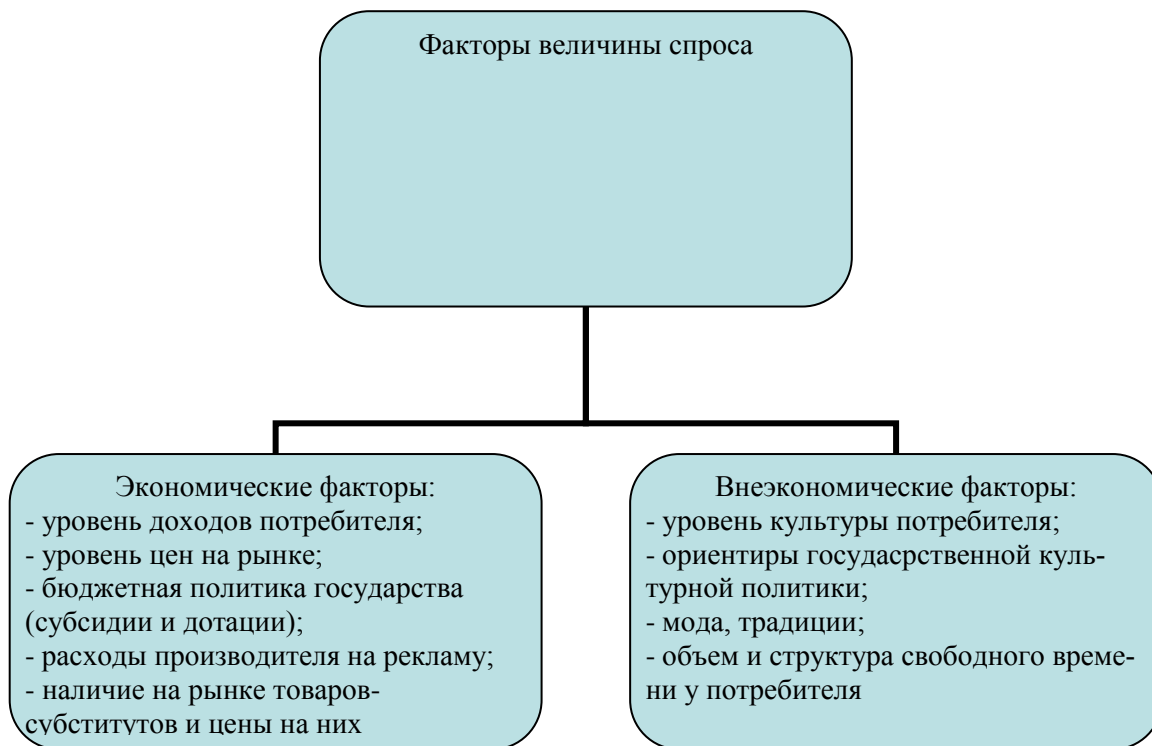 Факторы величины спроса
Экономические факторы:
- уровень доходов потребителя;
- уровень цен на рынке;
- бюджетная политика государства
(субсидии и дотации);
- расходы производителя на рекламу;
- наличие на рынке товаров-
субститутов и цены на них
Внеэкономические факторы:
- уровень культуры потребителя;
- ориентиры государсрственной куль-
турной политики;
- мода, традиции;
- объем и структура свободного време-
ни у потребителя